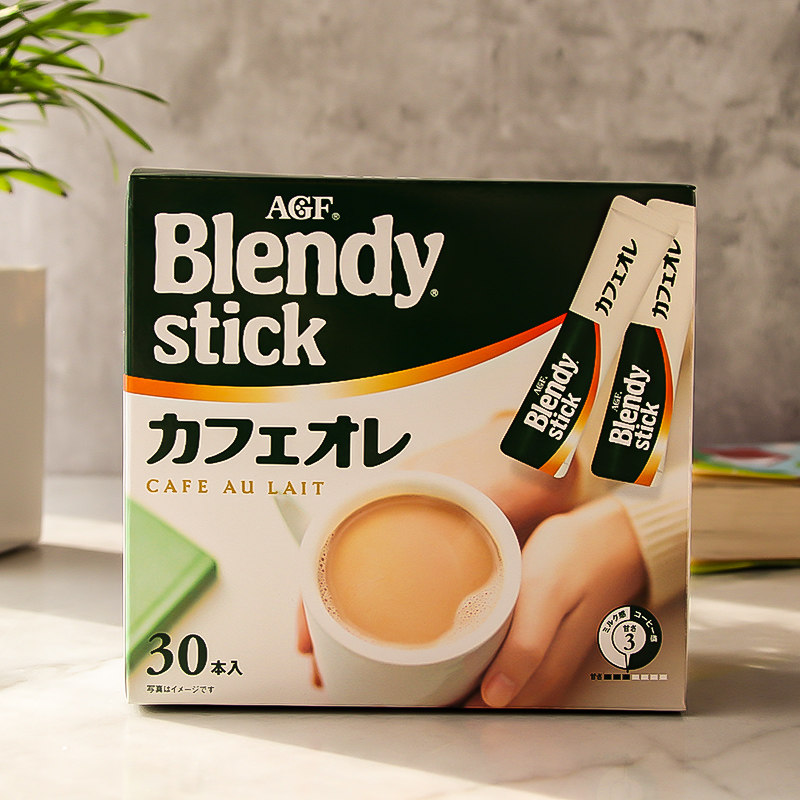 AGF®
Blendy®
stick
カフェオレ
CAFE AU LAIT
カフェオレ
AGF.
Blendy
stick
カフェオレ
AGF.
Blendy
stick
30本入
写真はイメージです
ミルク感
コーヒー感
甘さ
3
甘さ